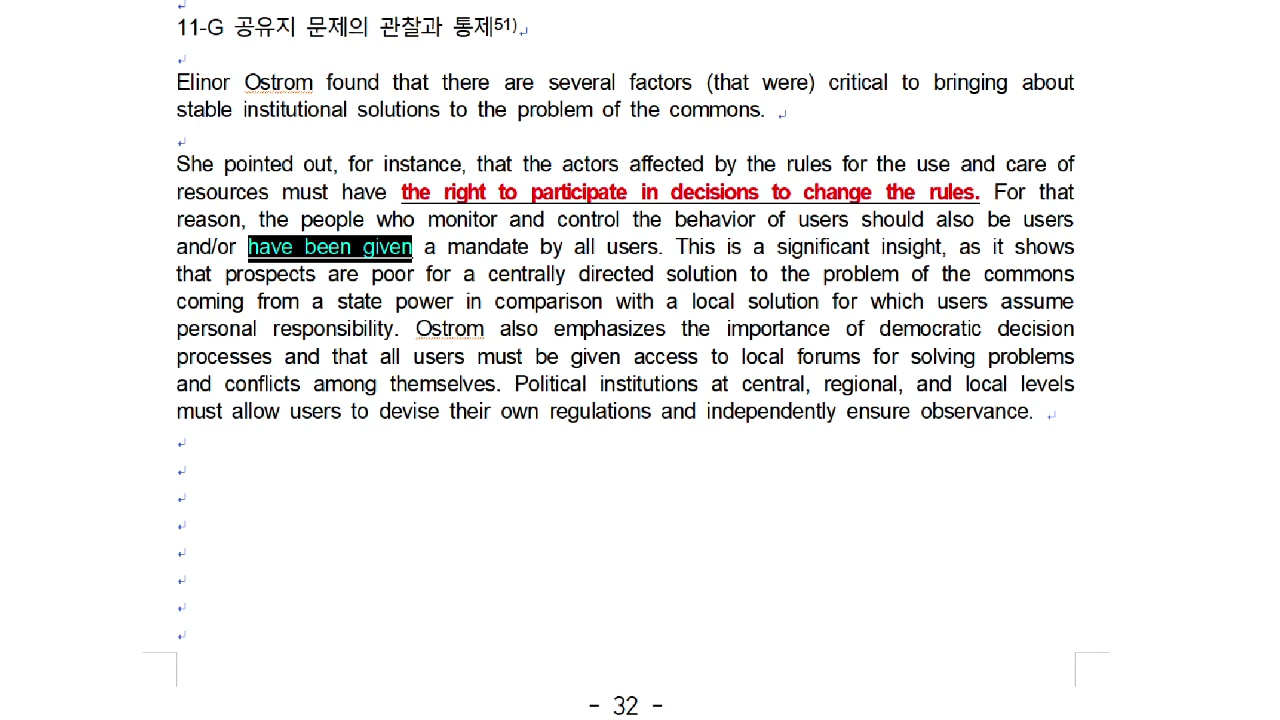 11-G 공유지 문제의 관찰과 통제51)
Elinor Ostrom found that there are several factors (that were) critical to bringing about
stable institutional solutions to the problem of the commons.
She pointed out, for instance, that the actors affected by the rules for the use and care of
resources must have the right to participate in decisions to change the rules. For that
reason, the people who monitor and control the behavior of users should also be users
and/or have been given a mandate by all users. This is a significant insight, as it shows
that prospects are poor for a centrally directed solution to the problem of the commons
coming from a state power in comparison with a local solution for which users assume
personal responsibility. Ostrom also emphasizes the importance of democratic decision
processes and that all users must be given access to local forums for solving problems
and conflicts among themselves. Political institutions at central, regional, and local levels
must allow users to devise their own regulations and independently ensure observance.
- 32 -